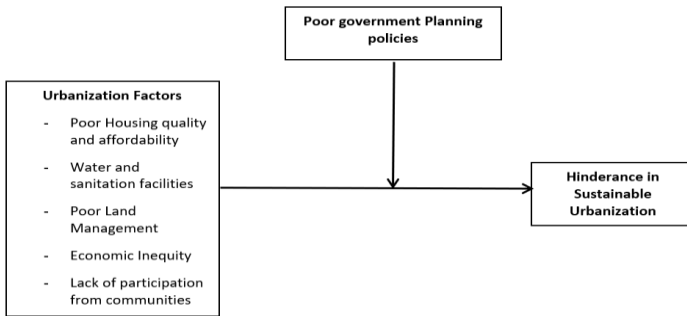 Poor government Planning
policies
Urbanization Factors
- Poor Housing quality
and affordability
- Water and
sanitation facilities
- Poor Land
Management
- Economic Inequity
- Lack of participation
from communities
Hinderance in
Sustainable
Urbanization